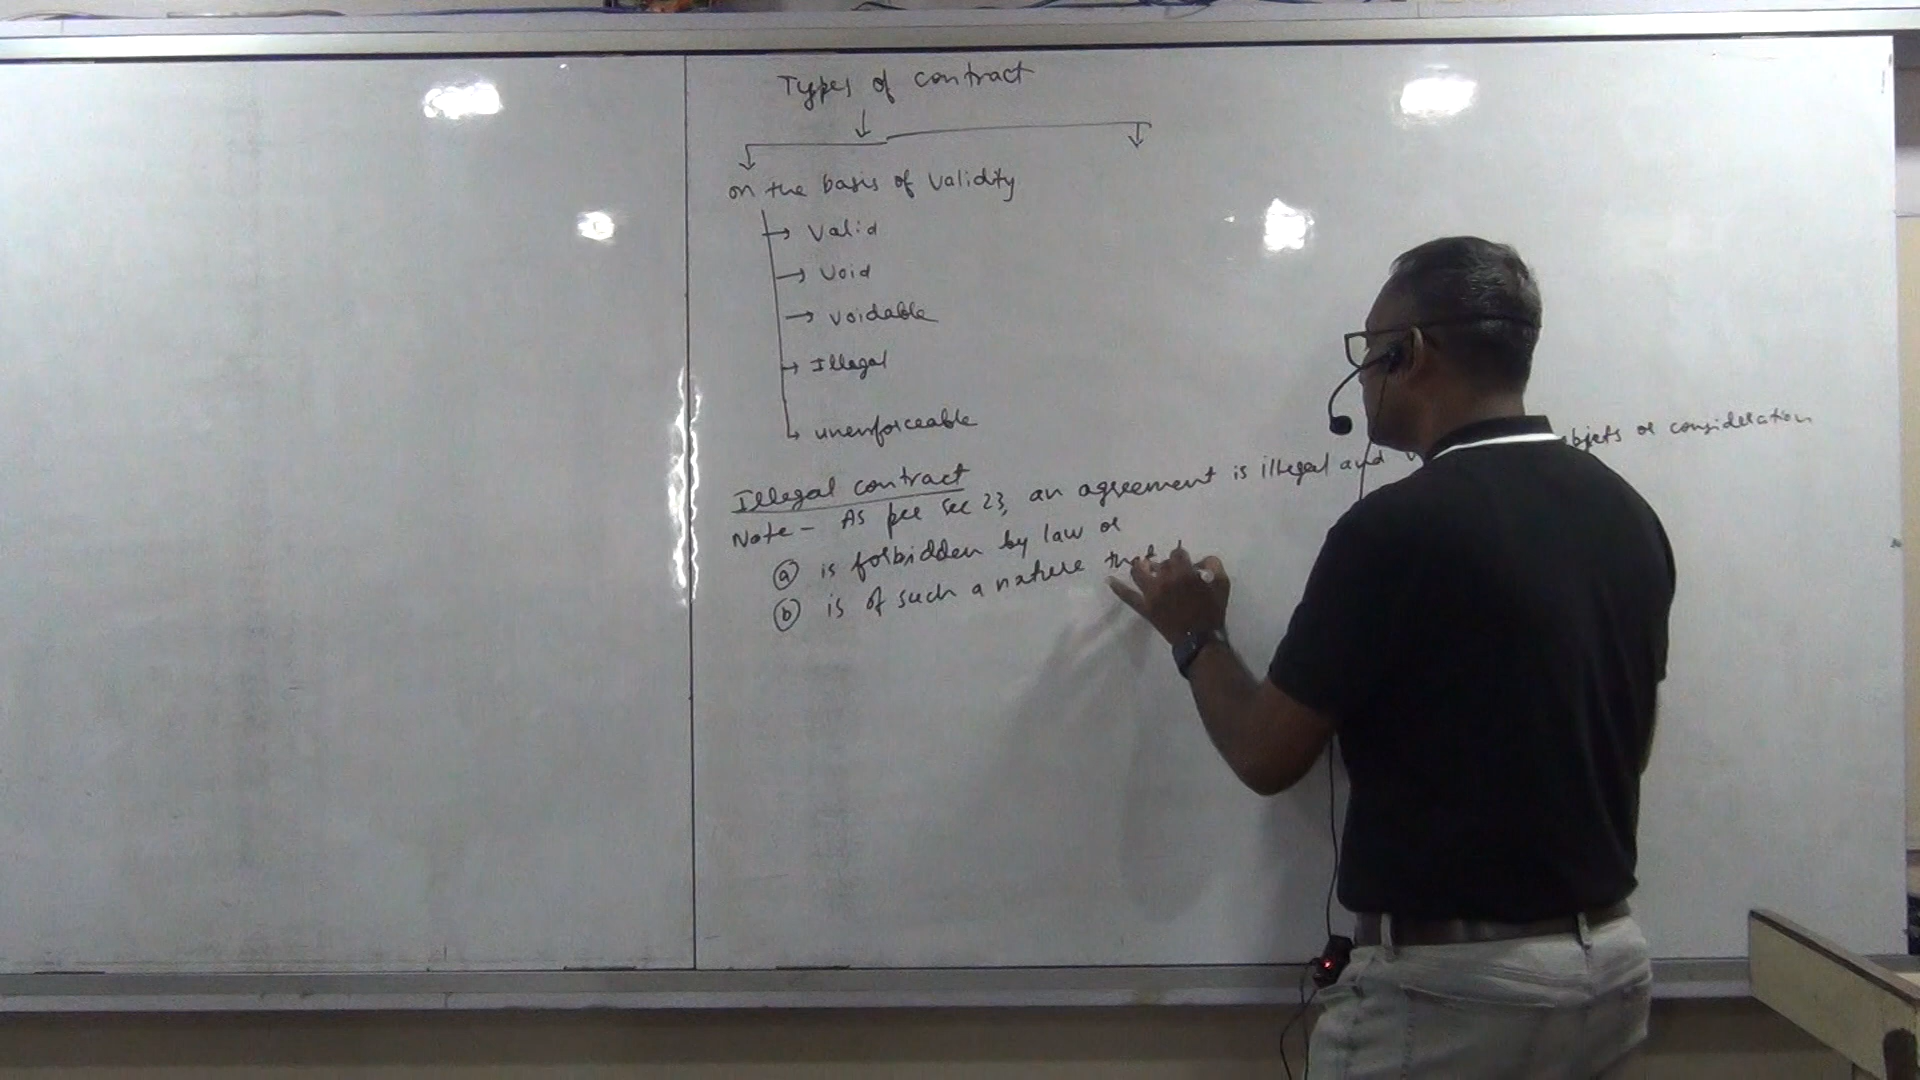 Types of contract
on the basis of validity
Valid
Void
Voidable
Illegal
unenforceable
Illegal contract
Note - As per Sec 23, an agreement is illegal and objets or consideration
(a) is forbidden by law or
(b) is of such a nature that